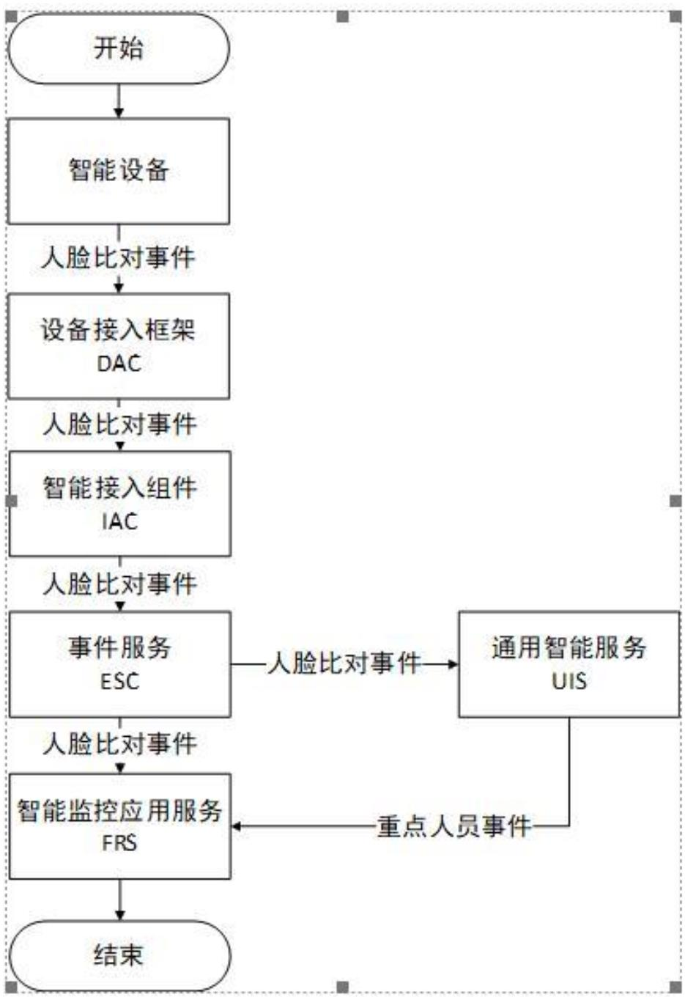 开始
智能设备
人脸比对事件
设备接入框架
DAC
人脸比对事件
智能接入组件
IAC
人脸比对事件
事件服务
ESC
人脸比对事件
通用智能服务
UIS
人脸比对事件
智能监控应用服务
FRS
重点人员事件
结束